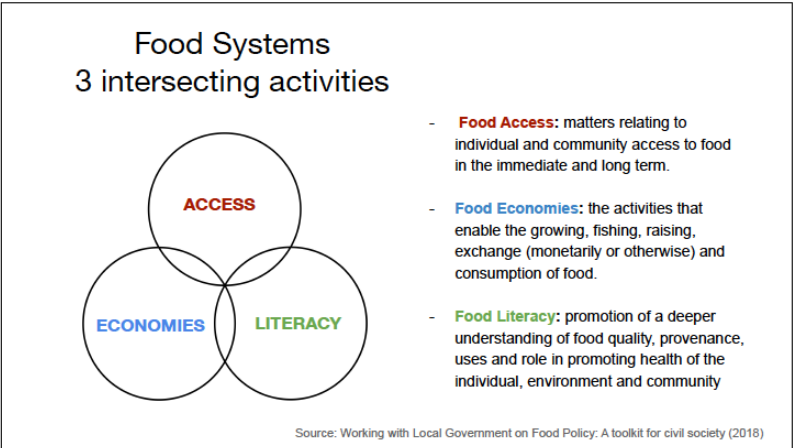 Food Systems
3 intersecting activities
ACCESS
ECONOMIES
LITERACY
- Food Access: matters relating to
individual and community access to food
in the immediate and long term.
- Food Economies: the activities that
enable the growing, fishing, raising,
exchange (monetarily or otherwise) and
consumption of food.
- Food Literacy: promotion of a deeper
understanding of food quality, provenance,
uses and role in promoting health of the
individual, environment and community
Source: Working with Local Government on Food Policy: A toolkit for civil society (2018)